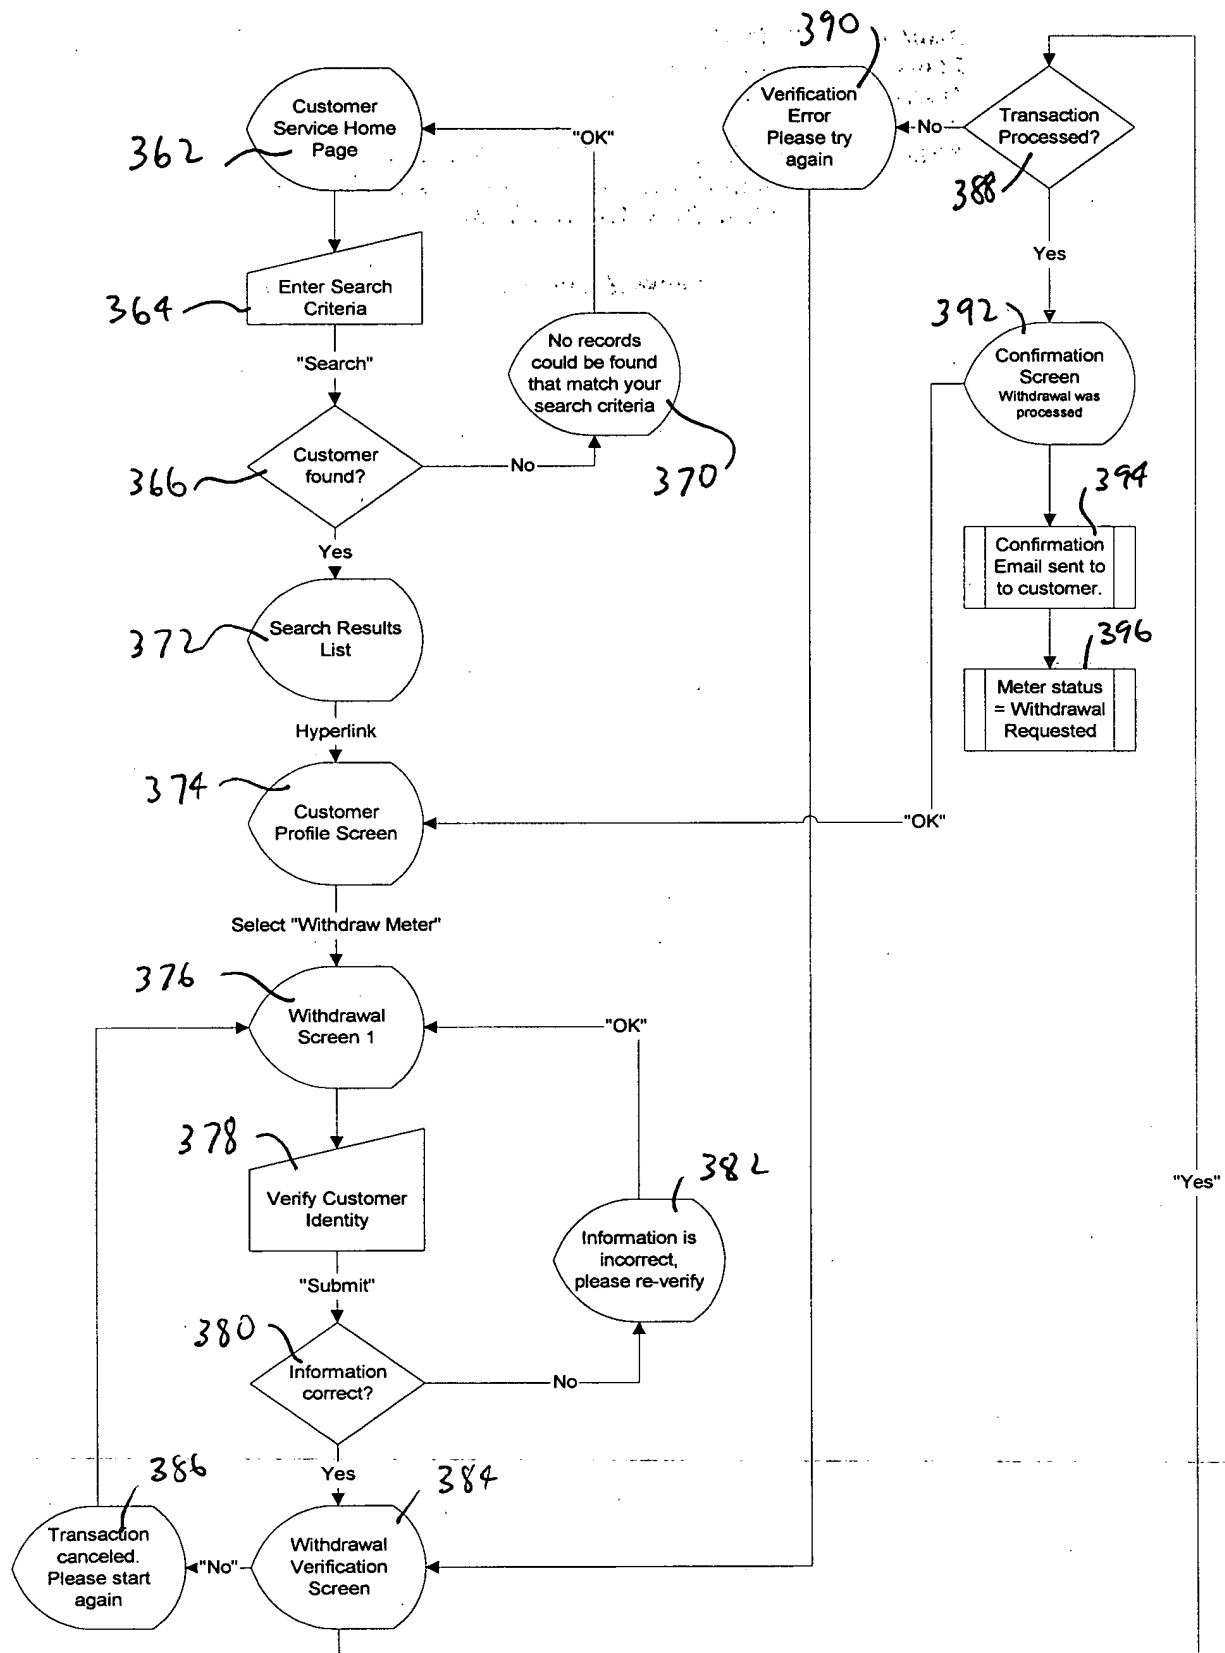 390
Customer
Service Home
Page
362
"OK"
Verification
Error
Please try
again
No
Transaction
Processed?
388
Yes
Enter Search
Criteria
364
"Search"
No records
could be found
that match your
search criteria
370
392
Confirmation
Screen
Withdrawal was
processed
Customer
found?
366
No
394
Confirmation
Email sent to
to customer.
Yes
Search Results
List
372
396
Meter status
= Withdrawal
Requested
Hyperlink
374
Customer
Profile Screen
"OK"
Select "Withdraw Meter"
376
Withdrawal
Screen 1
"OK"
378
Verify Customer
Identity
382
Information is
incorrect,
please re-verify
"Yes"
"Submit"
380
Information
correct?
No
Yes
386
384
Transaction
canceled.
Please start
again
"No"
Withdrawal
Verification
Screen